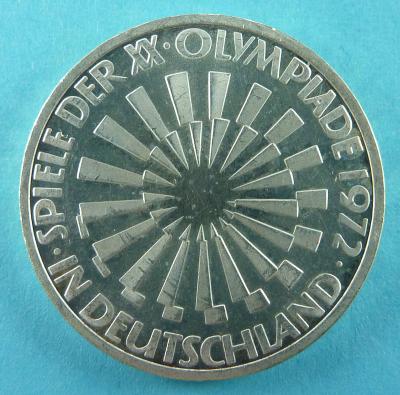 · SPIELE DER XX · OLYMPIADE 1972 ·
IN DEUTSCHLAND